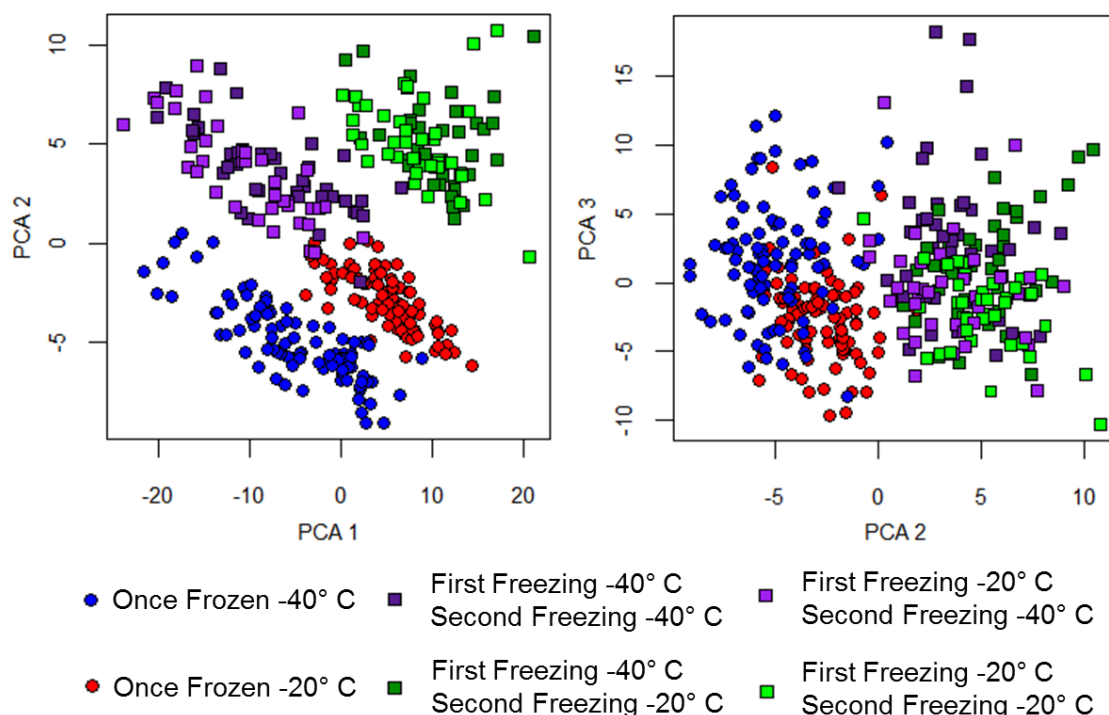 10
5
0
-5
PCA 2
-20
-10
0
10
20
PCA 1
15
10
5
0
-5
-10
PCA 3
-5
0
5
10
PCA 2
Once Frozen -40° C
First Freezing -40° C
Second Freezing -40° C
First Freezing -20° C
Second Freezing -40° C
Once Frozen -20° C
First Freezing -40° C
Second Freezing -20° C
First Freezing -20° C
Second Freezing -20° C